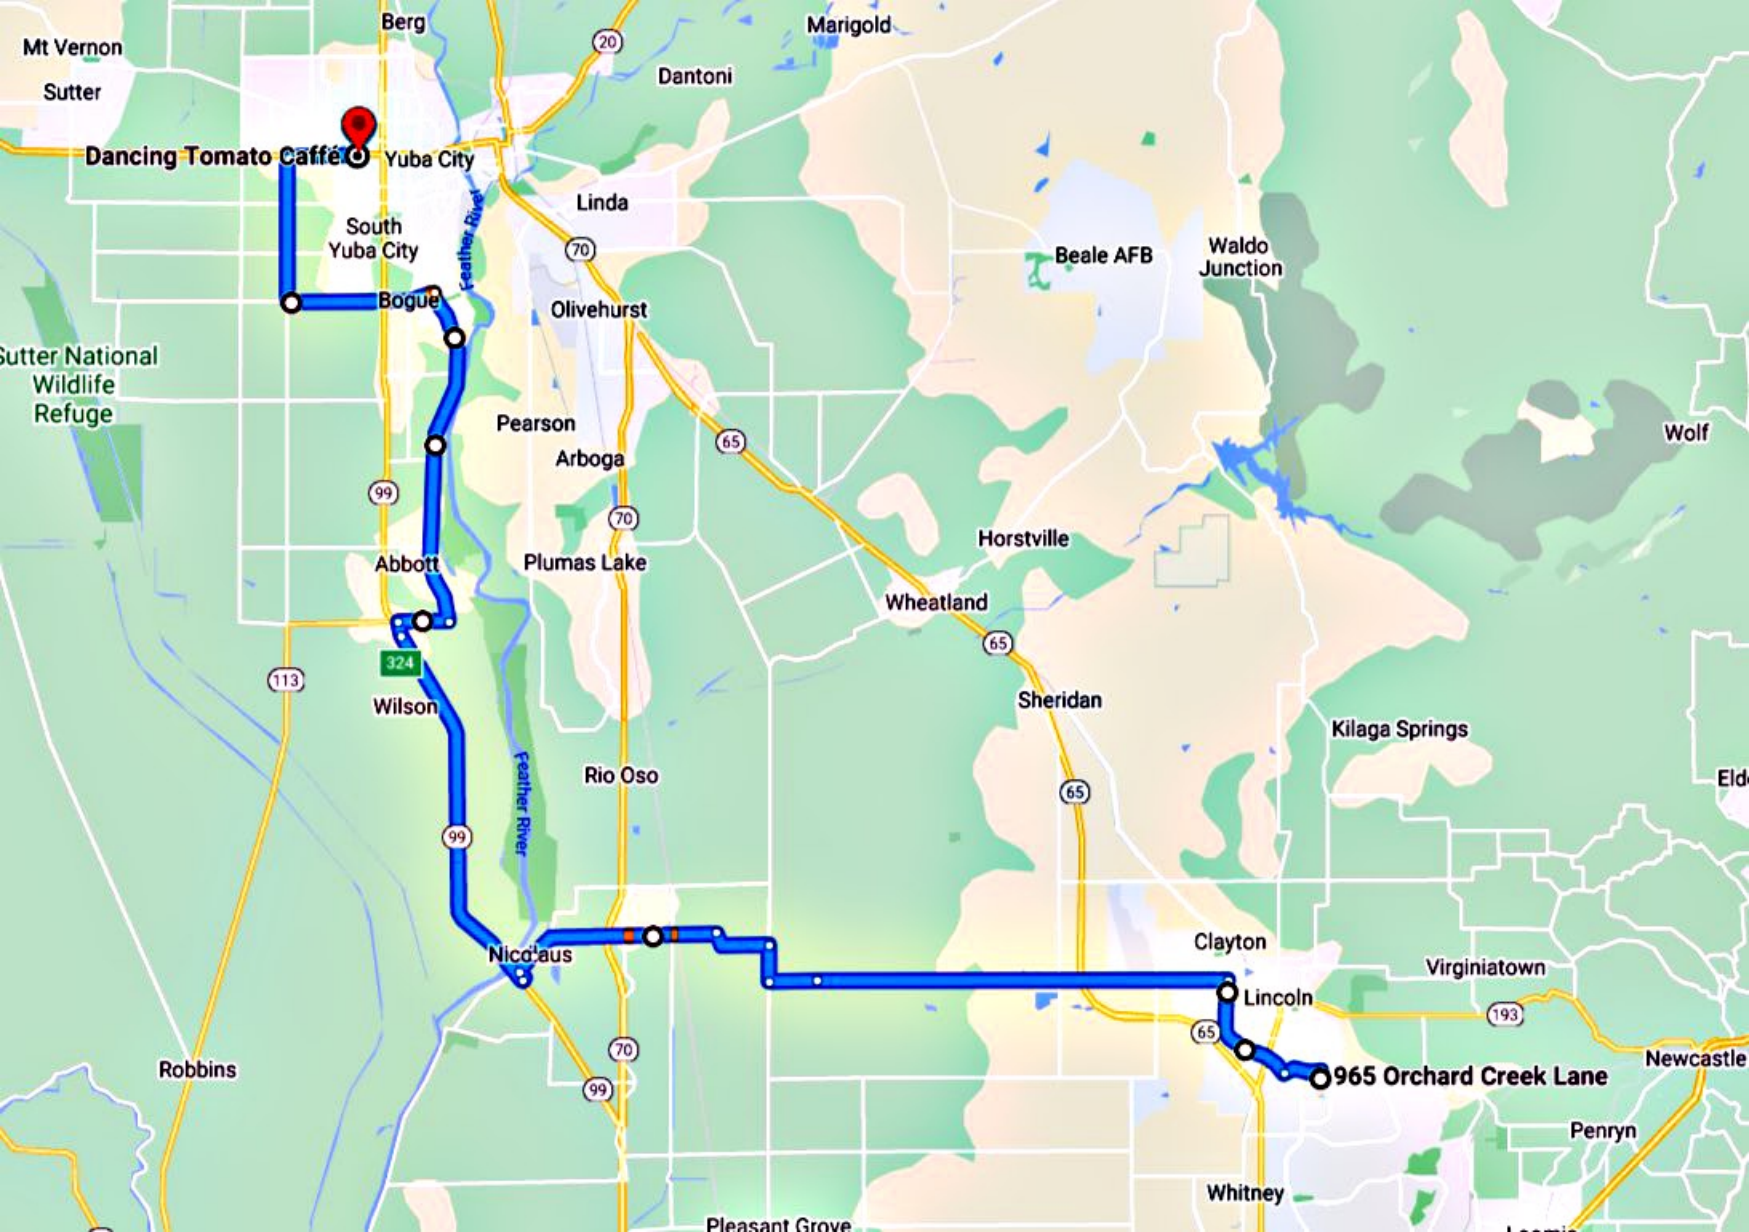 Berg
Marigold
Mt Vernon
20
Dantoni
Sutter
Dancing Tomato Caffé
Yuba City
Linda
Feather River
South
Yuba City
70
Beale AFB
Waldo
Junction
Bogue
Olivehurst
Sutter National
Wildlife
Refuge
Pearson
65
Wolf
Arboga
99
70
Horstville
Abbott
Plumas Lake
Wheatland
65
324
113
Sheridan
Wilson
Kilaga Springs
Rio Oso
Feather River
65
99
Clayton
Nicolaus
Virginiatown
Lincoln
193
65
70
Newcastle
Robbins
965 Orchard Creek Lane
99
Penryn
Whitney
Pleasant Grove